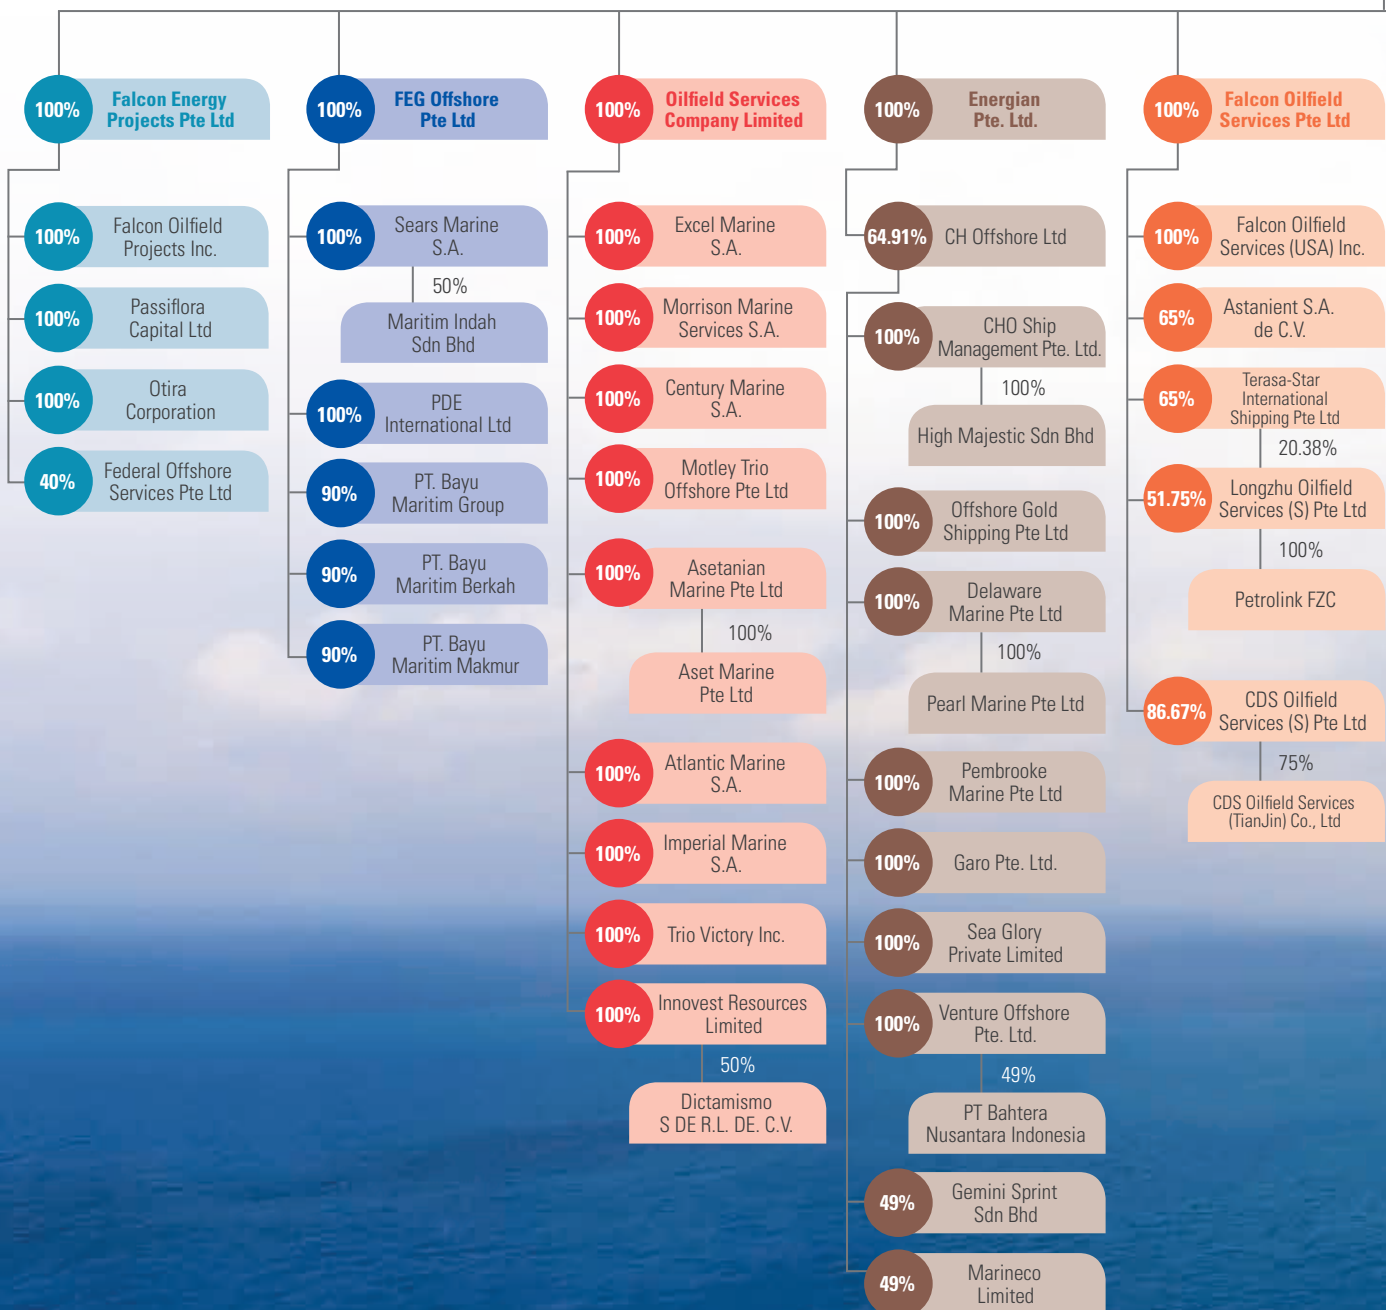 100%
Falcon Energy
Projects Pte Ltd
100%
Falcon Oilfield
Projects Inc.
100%
Passiflora
Capital Ltd
100%
Otira
Corporation
40%
Federal Offshore
Services Pte Ltd
100%
FEG Offshore
Pte Ltd
100%
Sears Marine
S.A.
50%
Maritim Indah
Sdn Bhd
100%
PDE
International Ltd
90%
PT. Bayu
Maritim Group
90%
PT. Bayu
Maritim Berkah
90%
PT. Bayu
Maritim Makmur
100%
Oilfield Services
Company Limited
100%
Excel Marine
S.A.
100%
Morrison Marine
Services S.A.
100%
Century Marine
S.A.
100%
Motley Trio
Offshore Pte Ltd
100%
Asetanian
Marine Pte Ltd
100%
Aset Marine
Pte Ltd
100%
Atlantic Marine
S.A.
100%
Imperial Marine
S.A.
100%
Trio Victory Inc.
100%
Innovest Resources
Limited
50%
Dictamismo
S DE R.L. DE. C.V.
100%
Energian
Pte. Ltd.
64.91%
CH Offshore Ltd
100%
CHO Ship
Management Pte. Ltd.
100%
High Majestic Sdn Bhd
100%
Offshore Gold
Shipping Pte Ltd
100%
Delaware
Marine Pte Ltd
100%
Pearl Marine Pte Ltd
100%
Pembrooke
Marine Pte Ltd
100%
Garo Pte. Ltd.
100%
Sea Glory
Private Limited
100%
Venture Offshore
Pte. Ltd.
49%
PT Bahtera
Nusantara Indonesia
49%
Gemini Sprint
Sdn Bhd
49%
Marineco
Limited
100%
Falcon Oilfield
Services Pte Ltd
100%
Falcon Oilfield
Services (USA) Inc.
65%
Astanient S.A.
de C.V.
65%
Terasa-Star
International
Shipping Pte Ltd
20.38%
51.75%
Longzhu Oilfield
Services (S) Pte Ltd
100%
Petrolink FZC
86.67%
CDS Oilfield
Services (S) Pte Ltd
75%
CDS Oilfield Services
(TianJin) Co., Ltd